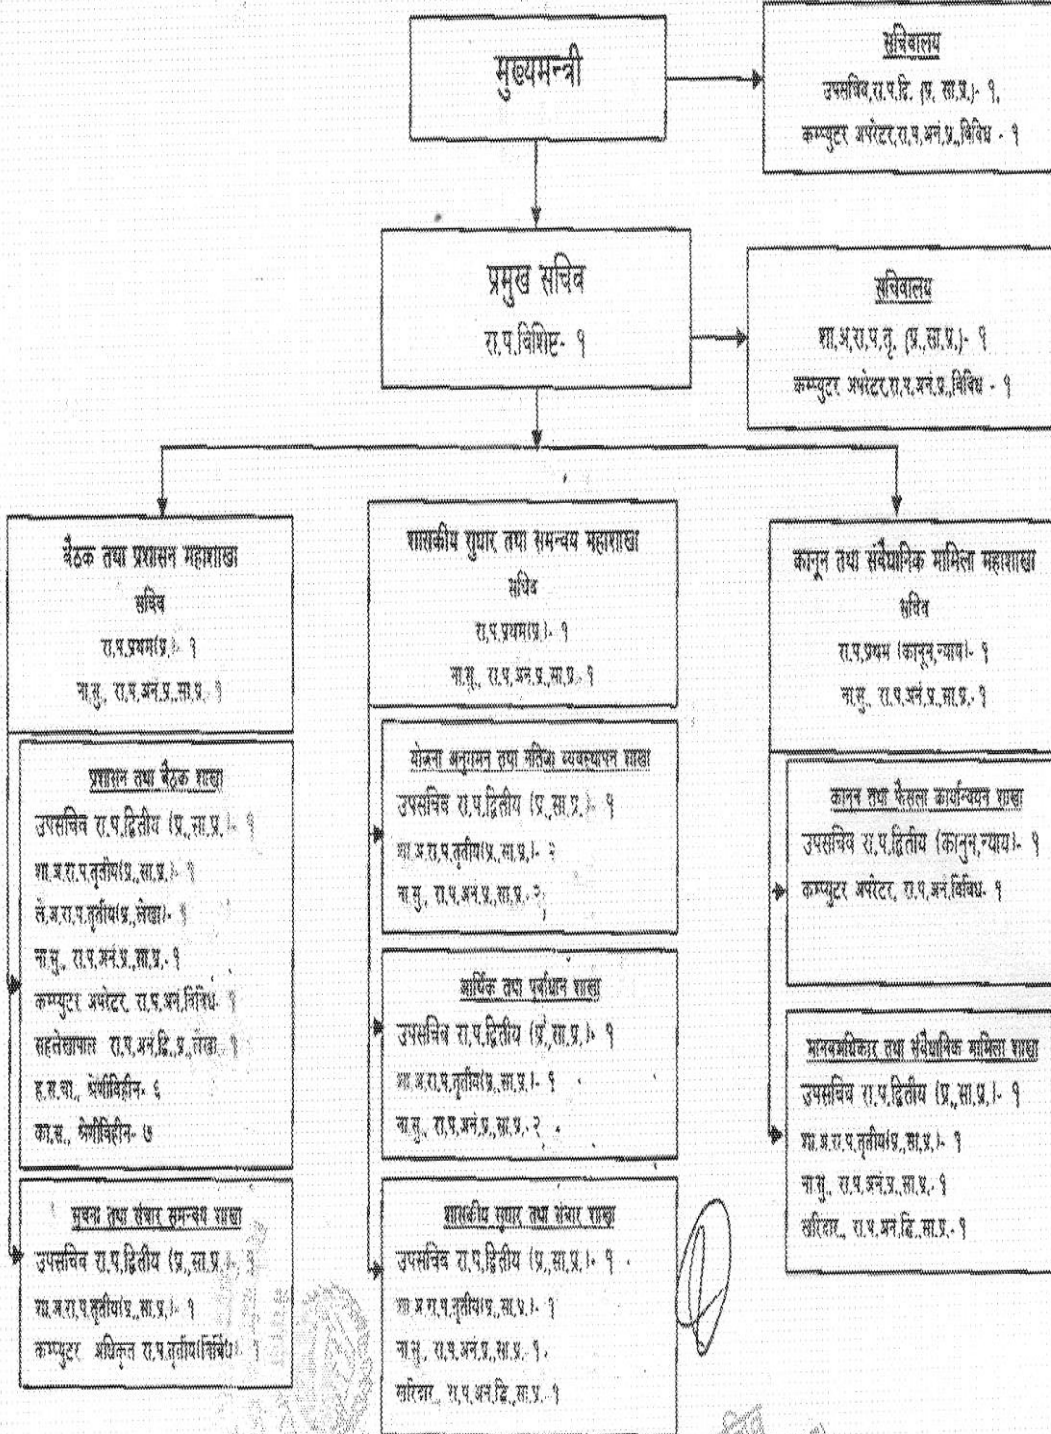 मुख्यमन्त्री
सचिवालय
उपसचिव,रा.प.द्वि. (प्र. सा.प्र.)- १,
कम्प्युटर अपरेटर,रा.प.अनं.प्र.,विविध - १
प्रमुख सचिव
रा.प.विशिष्ट- १
सचिवालय
शा.अ.रा.प.तृ. (प्र.,सा.प्र.)- १
कम्प्युटर अपरेटर,रा.प.अनं.प्र.,विविध - १
बैठक तथा प्रशासन महाशाखा
सचिव
रा.प.प्रथम(प्र.)- १
ना.सु., रा.प.अनं.प्र.,सा.प्र.- १
प्रशासन तथा बैठक शाखा
उपसचिव रा.प.द्वितीय (प्र.,सा.प्र.)- १
शा.अ.रा.प.तृतीय(प्र.,सा.प्र.)- १
ले.अ.रा.प.तृतीय(प्र.,लेखा)- १
ना.सु., रा.प.अनं.प्र.,सा.प्र.- १
कम्प्युटर अपरेटर, रा.प.अनं.विविध- १
सहलेखापाल रा.प.अनं.द्वि.,प्र.,लेखा- १
ह.स.चा., श्रेणीविहीन- ६
का.स., श्रेणीविहीन- ७
सूचना तथा संचार समन्वय शाखा
उपसचिव रा.प.द्वितीय (प्र.,सा.प्र.)- १
शा.अ.रा.प.तृतीय(प्र.,सा.प्र.)- १
कम्प्युटर अधिकृत रा.प.तृतीय(विविध)- १
शासकीय सुधार तथा समन्वय महाशाखा
सचिव
रा.प.प्रथम(प्र.)- १
ना.सु., रा.प.अनं.प्र.,सा.प्र.- १
योजना अनुगमन तथा नतिजा व्यवस्थापन शाखा
उपसचिव रा.प.द्वितीय (प्र.,सा.प्र.)- १
शा.अ.रा.प.तृतीय(प्र.,सा.प्र.)- २
ना.सु., रा.प.अनं.प्र.,सा.प्र.- २
आर्थिक तथा पूर्वाधार शाखा
उपसचिव रा.प.द्वितीय (प्र.,सा.प्र.)- १
शा.अ.रा.प.तृतीय(प्र.,सा.प्र.)- १
ना.सु., रा.प.अनं.प्र.,सा.प्र.-२
शासकीय सुधार तथा संचार शाखा
उपसचिव रा.प.द्वितीय (प्र.,सा.प्र.)- १
शा.अ.रा.प.तृतीय(प्र.,सा.प्र.)- १
ना.सु., रा.प.अनं.प्र.,सा.प्र.- १
खरिदार., रा.प.अनं.द्वि.,सा.प्र.- १
कानून तथा संवैधानिक मामिला महाशाखा
सचिव
रा.प.प्रथम (कानून,न्याय)- १
ना.सु., रा.प.अनं.प्र.,सा.प्र.- १
कानुन तथा फैसला कार्यान्वयन शाखा
उपसचिव रा.प.द्वितीय (कानुन,न्याय)- १
कम्प्युटर अपरेटर, रा.प.अनं.विविध- १
मानवअधिकार तथा संवैधानिक मामिला शाखा
उपसचिव रा.प.द्वितीय (प्र.,सा.प्र.)- १
शा.अ.रा.प.तृतीय(प्र.,सा.प्र.)- १
ना.सु., रा.प.अनं.प्र.,सा.प्र.- १
खरिदार., रा.प.अनं.द्वि.,सा.प्र.- १